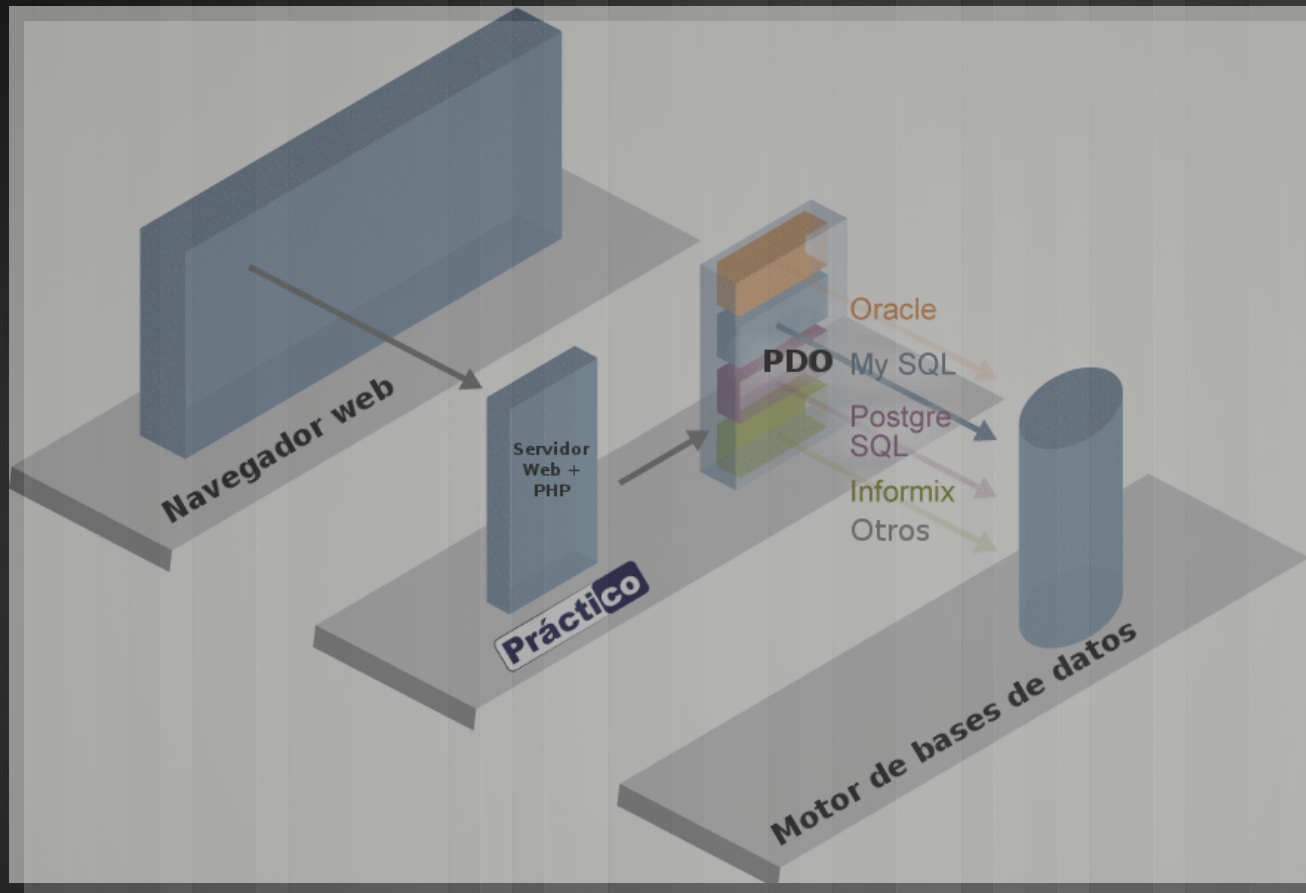 Navegador web
Servidor
Web +
PHP
Práctico
PDO
Oracle
My SQL
Postgre
SQL
Informix
Otros
Motor de bases de datos